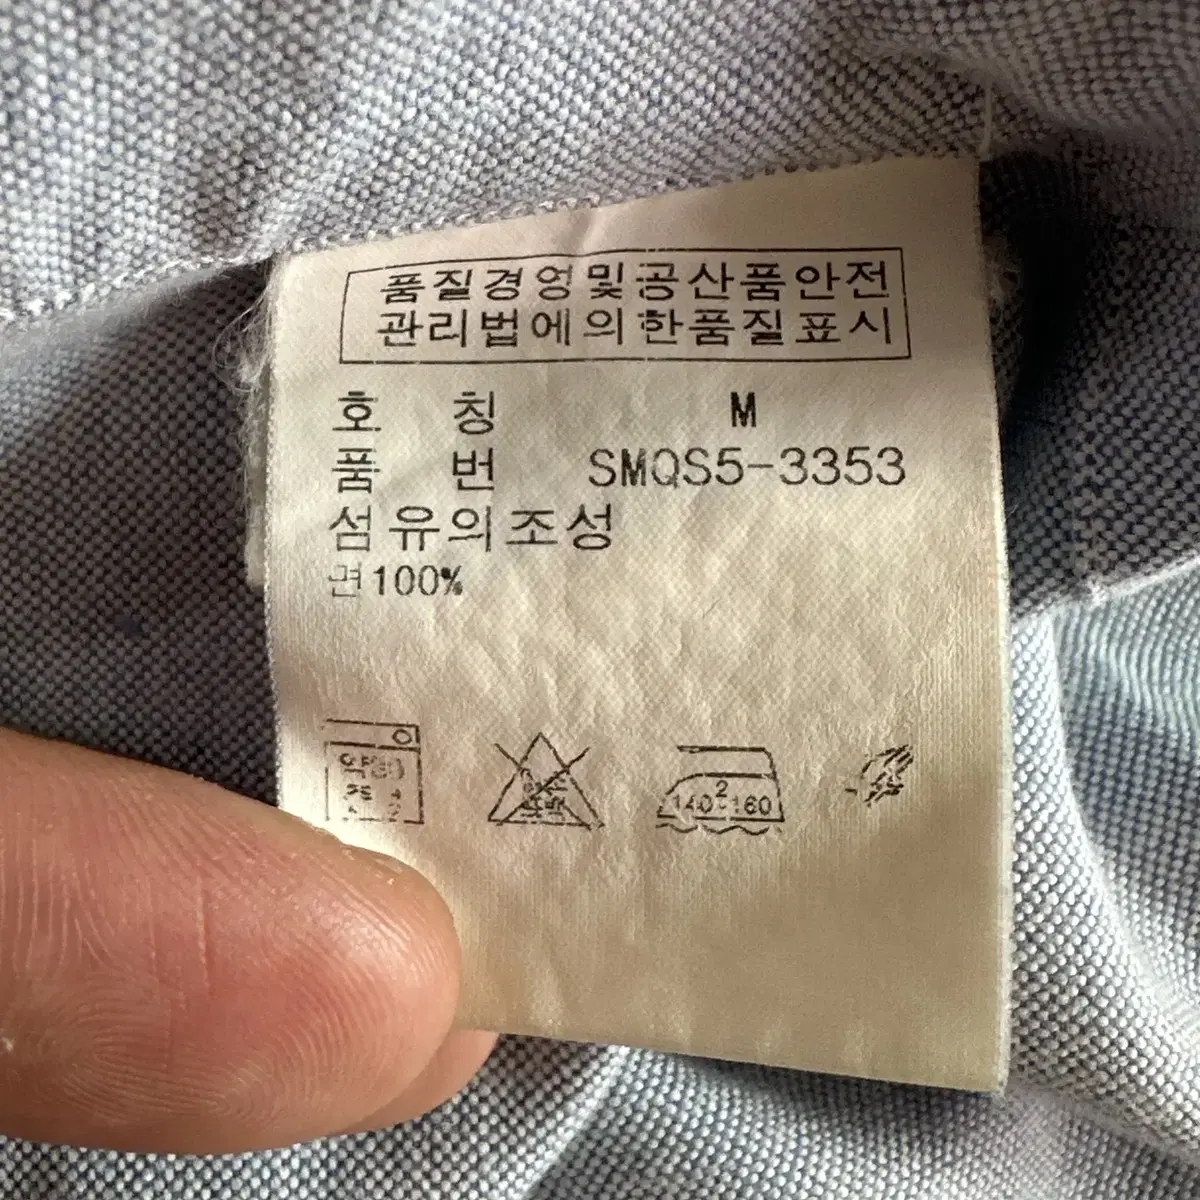 품질경영및공산품안전
관리법에의한품질표시
호 칭 M
품 번 SMQS5-3353
섬유의조성
면100%
2
140-160